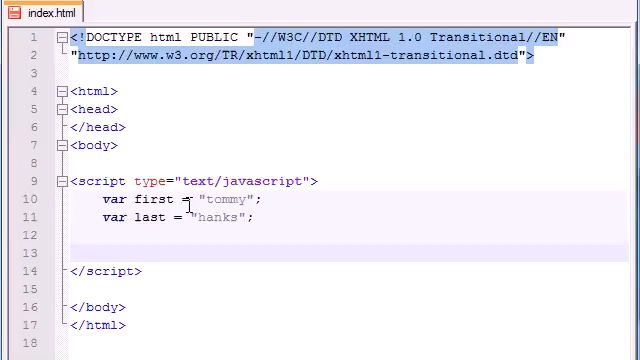 index.html
1 <!DOCTYPE html PUBLIC "-//W3C//DTD XHTML 1.0 Transitional//EN"
2 "http://www.w3.org/TR/xhtml1/DTD/xhtml1-transitional.dtd">
3
4 <html>
5 <head>
6 </head>
7 <body>
8
9 <script type="text/javascript">
10 var first = "tommy";
11 var last = "hanks";
12
13
14 </script>
15
16 </body>
17 </html>
18